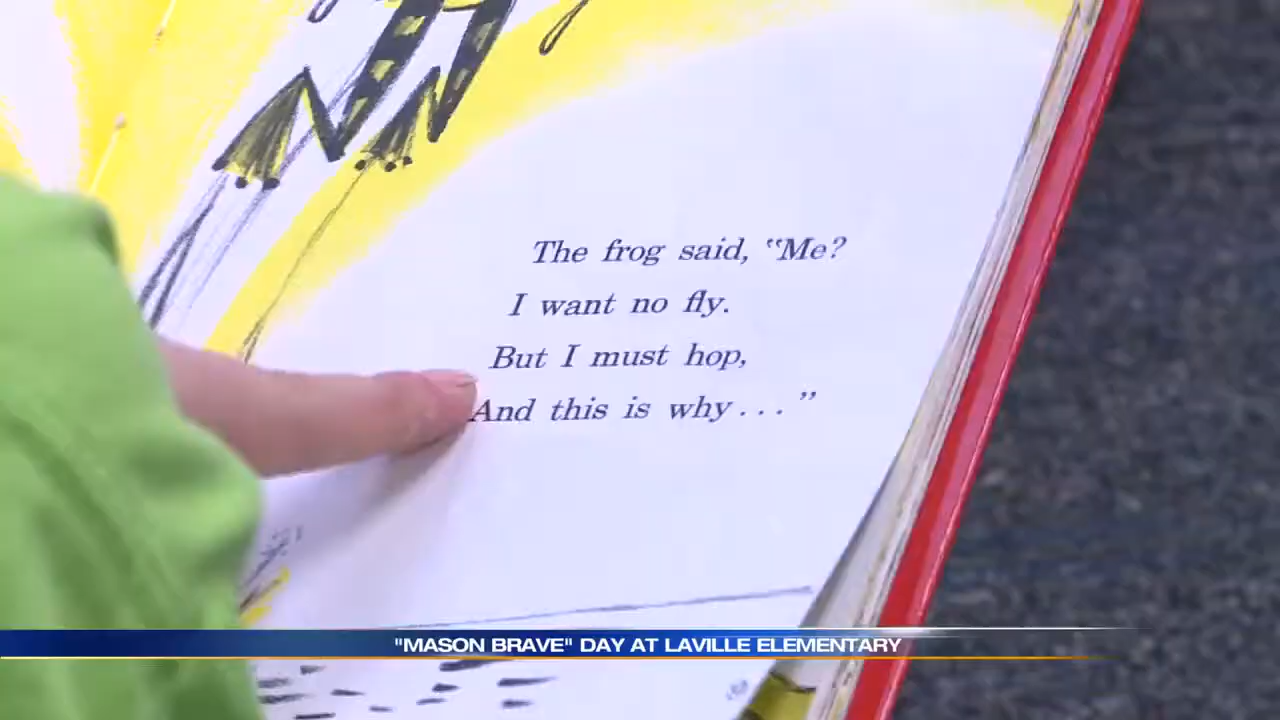 The frog said, “Me?
I want no fly.
But I must hop,
And this is why . . . ”
"MASON BRAVE" DAY AT LAVILLE ELEMENTARY